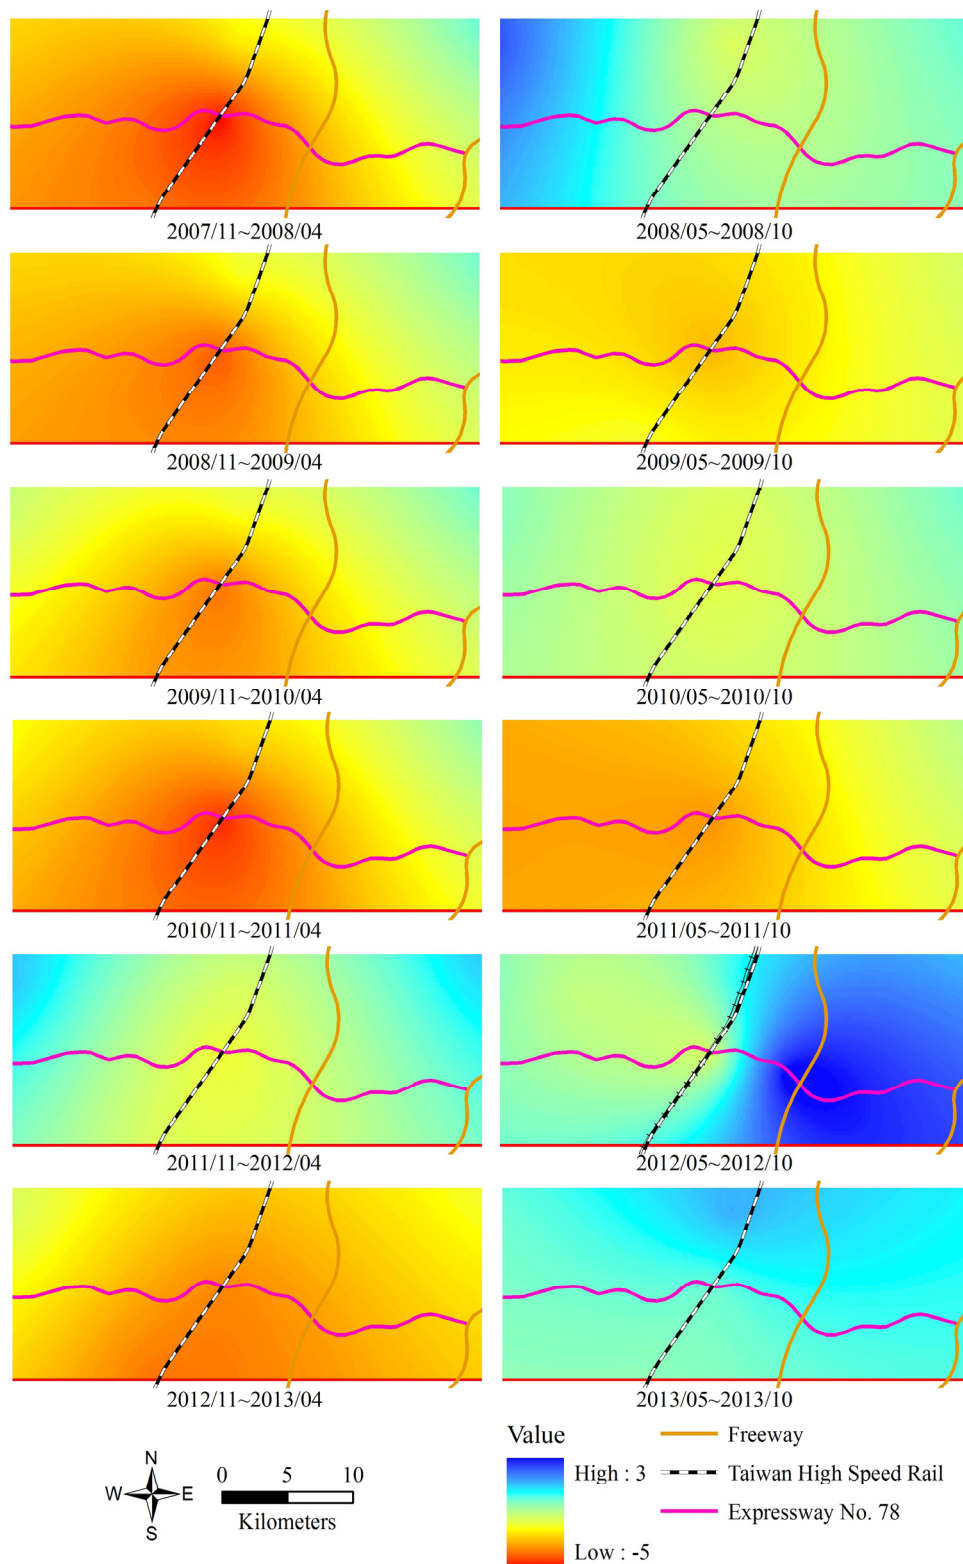 2007/11~2008/04
2008/05~2008/10
2008/11~2009/04
2009/05~2009/10
2009/11~2010/04
2010/05~2010/10
2010/11~2011/04
2011/05~2011/10
2011/11~2012/04
2012/05~2012/10
2012/11~2013/04
2013/05~2013/10
N
W E
S
0 5 10
Kilometers
Value
High : 3
Low : -5
Freeway
Taiwan High Speed Rail
Expressway No. 78